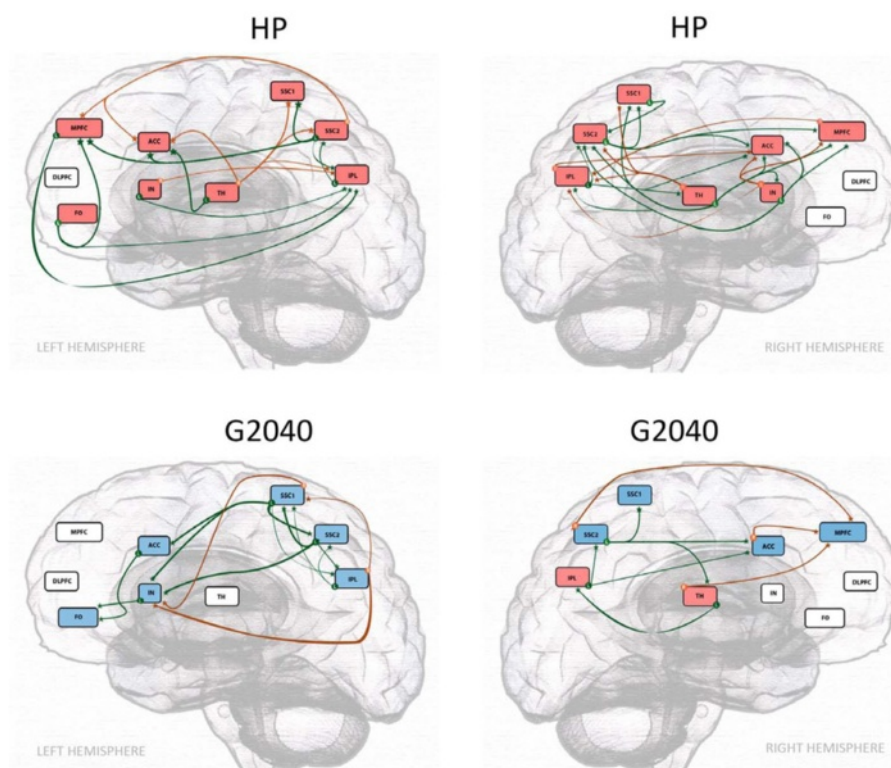 HP
SSC1
MPFC
SSC2
ACC
DLPFC
IPL
IN
TH
FO
LEFT HEMISPHERE
HP
SSC1
SSC2
MPFC
ACC
IPL
DLPFC
TH
IN
FO
RIGHT HEMISPHERE
G2040
SSC1
MPFC
SSC2
ACC
DLPFC
IPL
IN
TH
FO
LEFT HEMISPHERE
G2040
SSC1
SSC2
MPFC
ACC
IPL
DLPFC
TH
IN
FO
RIGHT HEMISPHERE